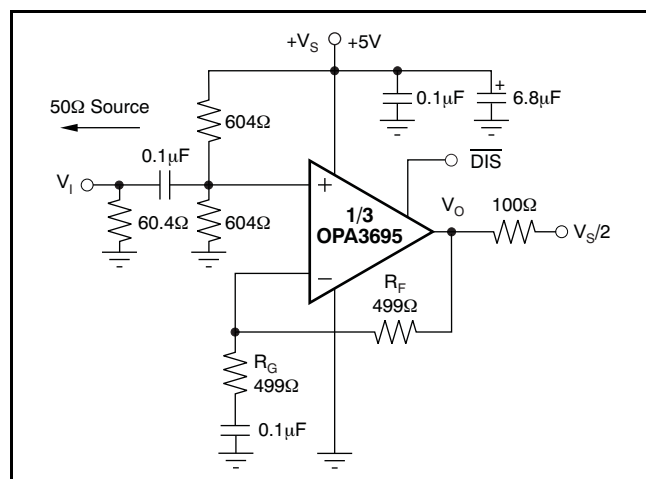 +V_S
+5V
50Ω Source
604Ω
0.1μF
+
6.8μF
0.1μF
DIS
V_I
+
1/3
OPA3695
V_O
100Ω
V_S/2
60.4Ω
604Ω
−
R_F
499Ω
R_G
499Ω
0.1μF